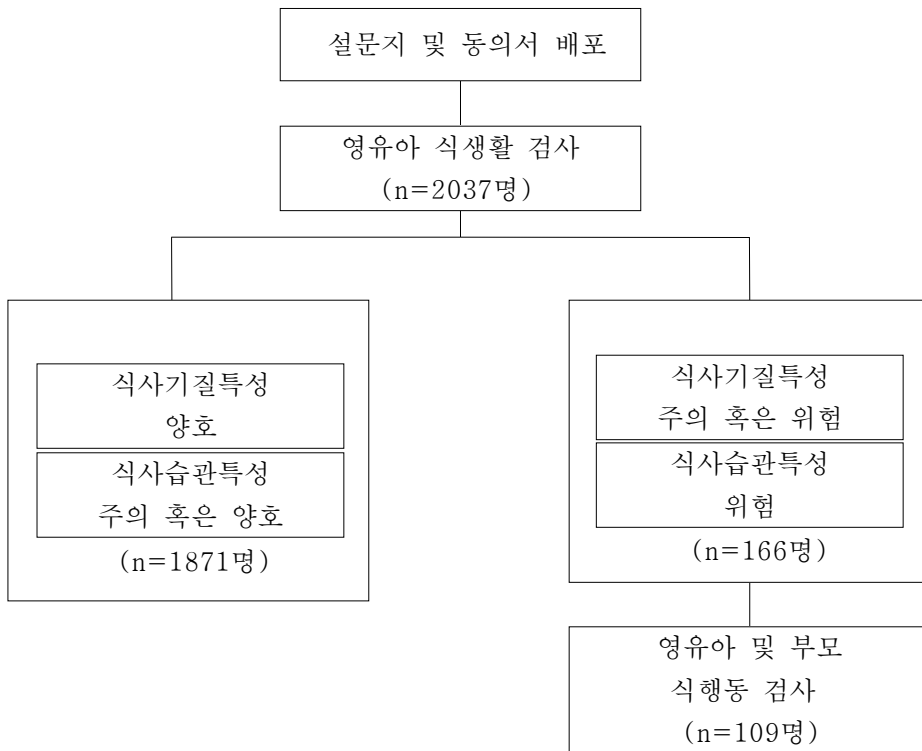 설문지 및 동의서 배포
영유아 식생활 검사
(n=2037명)
식사기질특성
양호
식사습관특성
주의 혹은 양호
(n=1871명)
식사기질특성
주의 혹은 위험
식사습관특성
위험
(n=166명)
영유아 및 부모
식행동 검사
(n=109명)